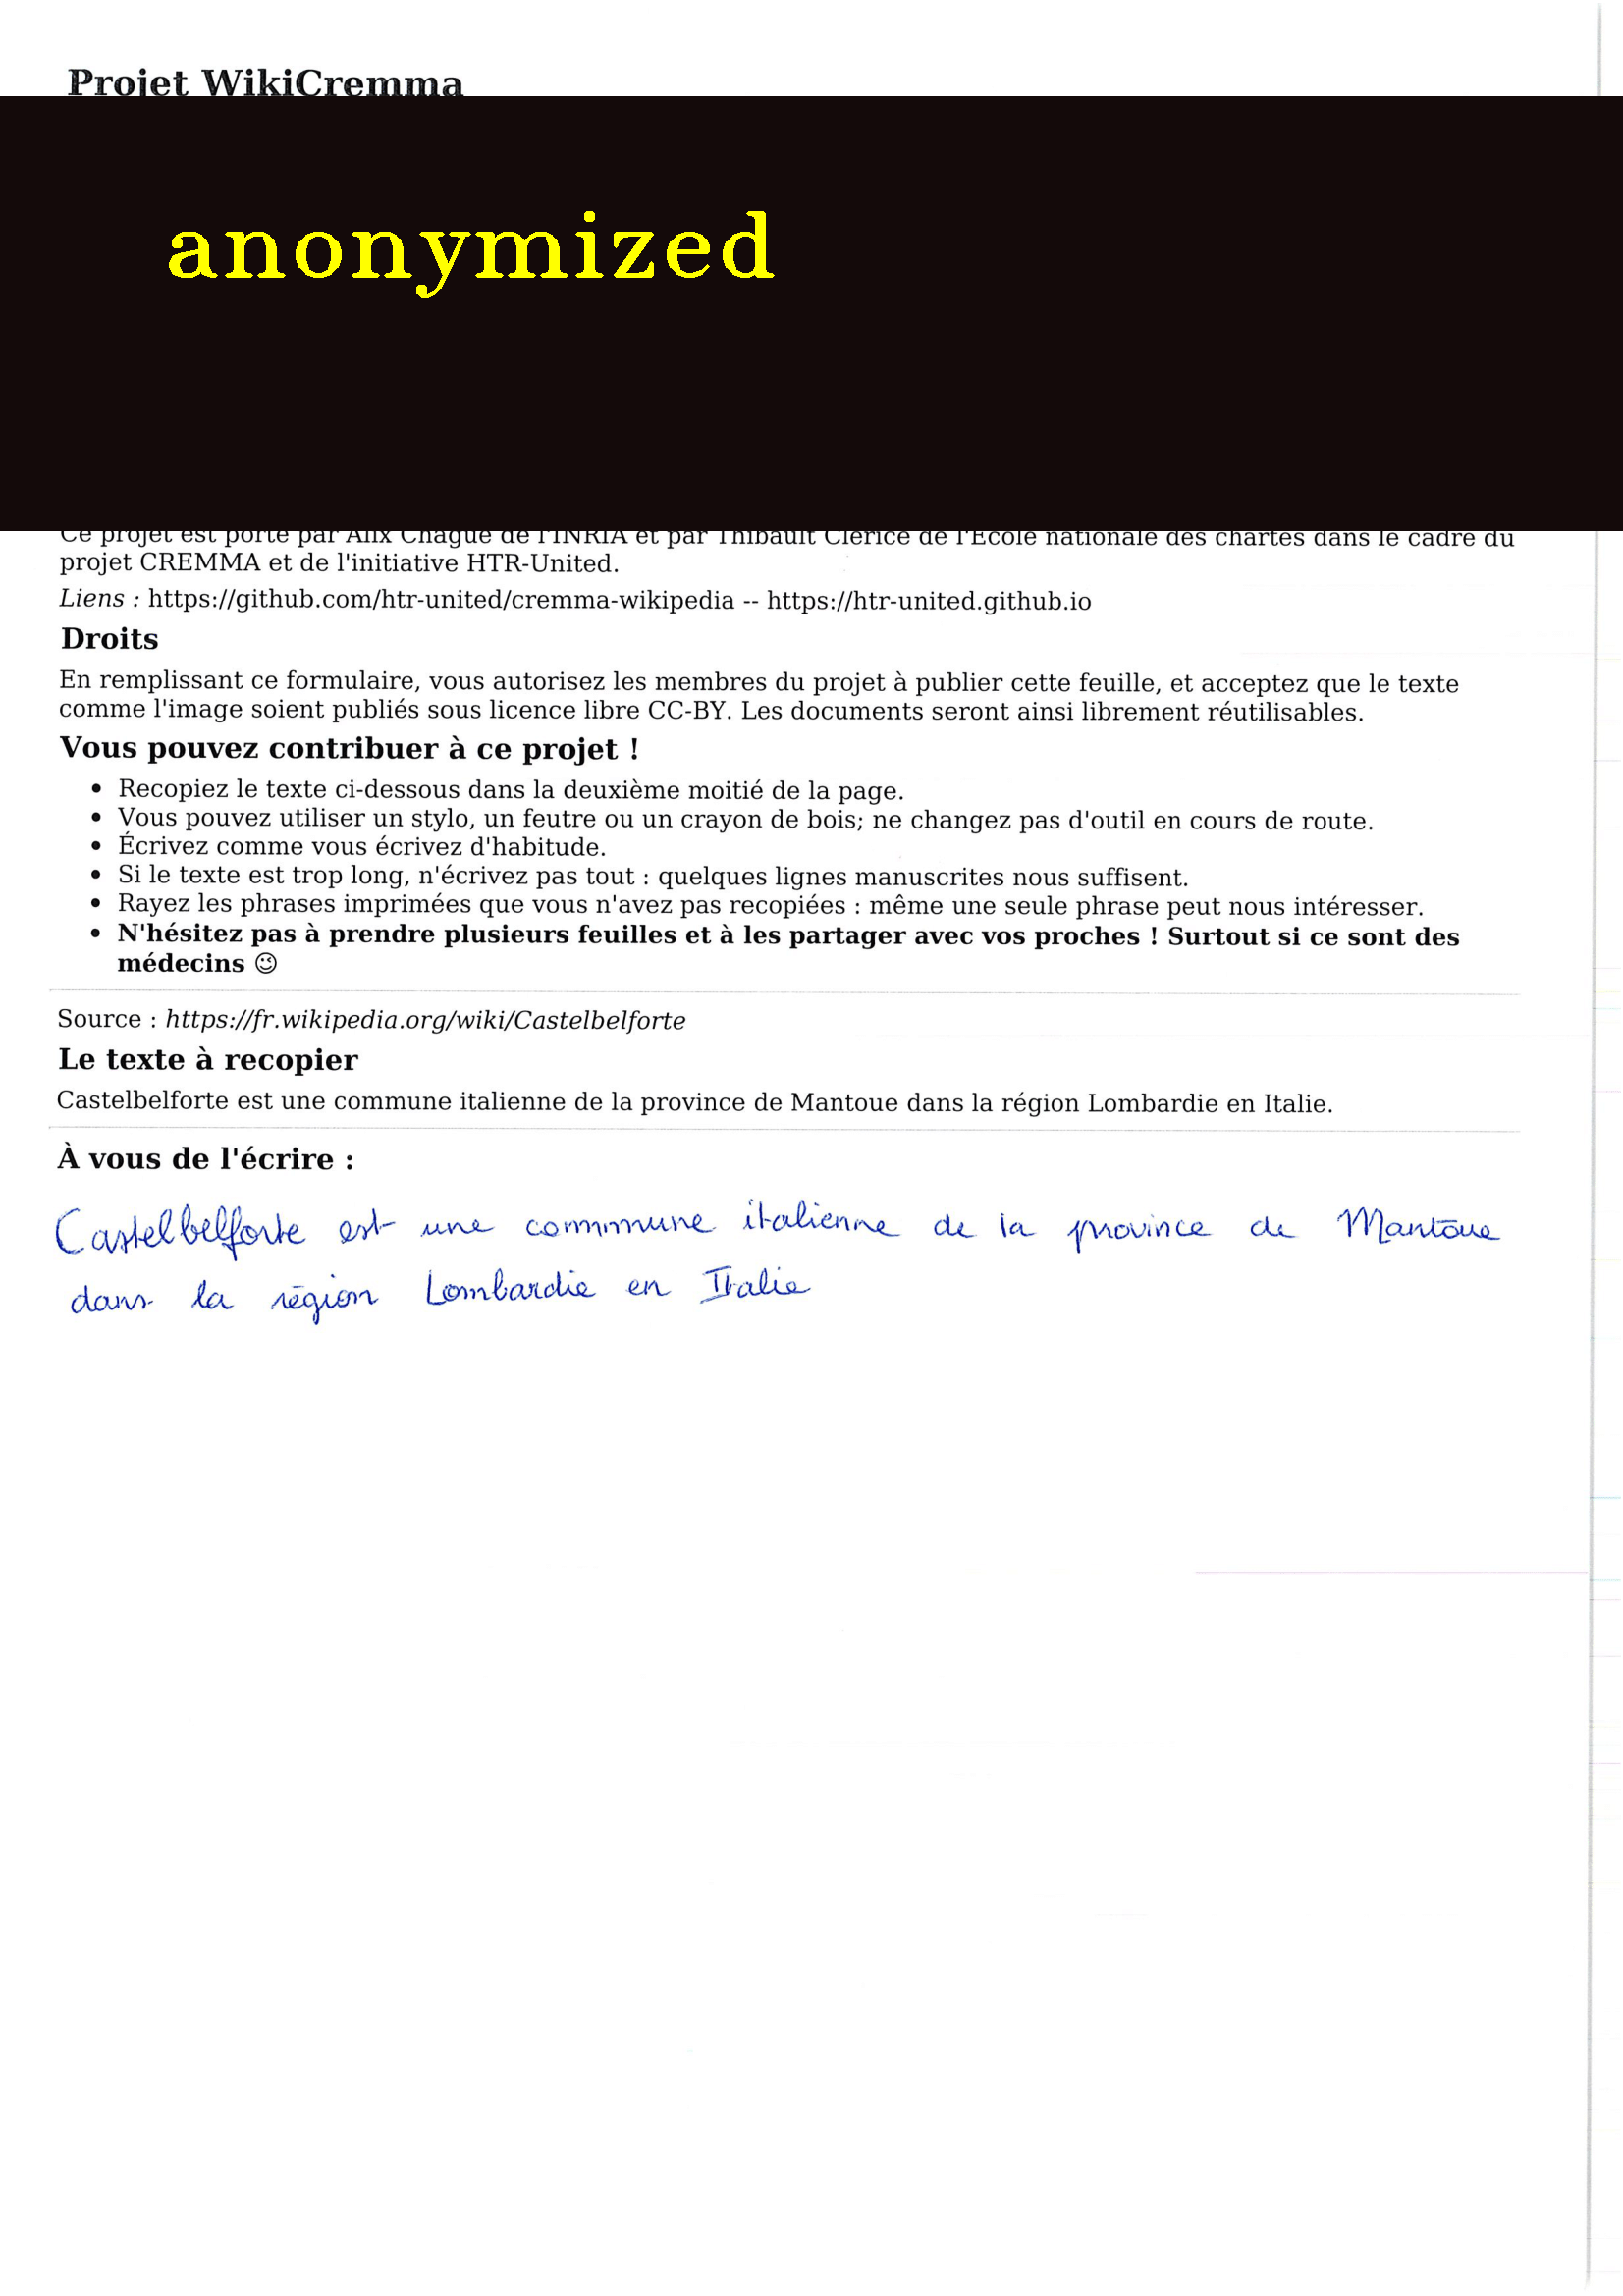 Projet WikiCremma
anonymized
Ce projet est porté par Alix Chagué de l'INRIA et par Thibault Clérice de l'École nationale des chartes dans le cadre du
projet CREMMA et de l'initiative HTR-United.
Liens : https://github.com/htr-united/cremma-wikipedia -- https://htr-united.github.io
Droits
En remplissant ce formulaire, vous autorisez les membres du projet à publier cette feuille, et acceptez que le texte
comme l'image soient publiés sous licence libre CC-BY. Les documents seront ainsi librement réutilisables.
Vous pouvez contribuer à ce projet !
• Recopiez le texte ci-dessous dans la deuxième moitié de la page.
• Vous pouvez utiliser un stylo, un feutre ou un crayon de bois; ne changez pas d'outil en cours de route.
• Écrivez comme vous écrivez d'habitude.
• Si le texte est trop long, n'écrivez pas tout : quelques lignes manuscrites nous suffisent.
• Rayez les phrases imprimées que vous n'avez pas recopiées : même une seule phrase peut nous intéresser.
• N'hésitez pas à prendre plusieurs feuilles et à les partager avec vos proches ! Surtout si ce sont des
médecins 😉
Source : https://fr.wikipedia.org/wiki/Castelbelforte
Le texte à recopier
Castelbelforte est une commune italienne de la province de Mantoue dans la région Lombardie en Italie.
À vous de l'écrire :
Castelbelforte est une commune italienne de la province de Mantoue
dans la région Lombardie en Italie